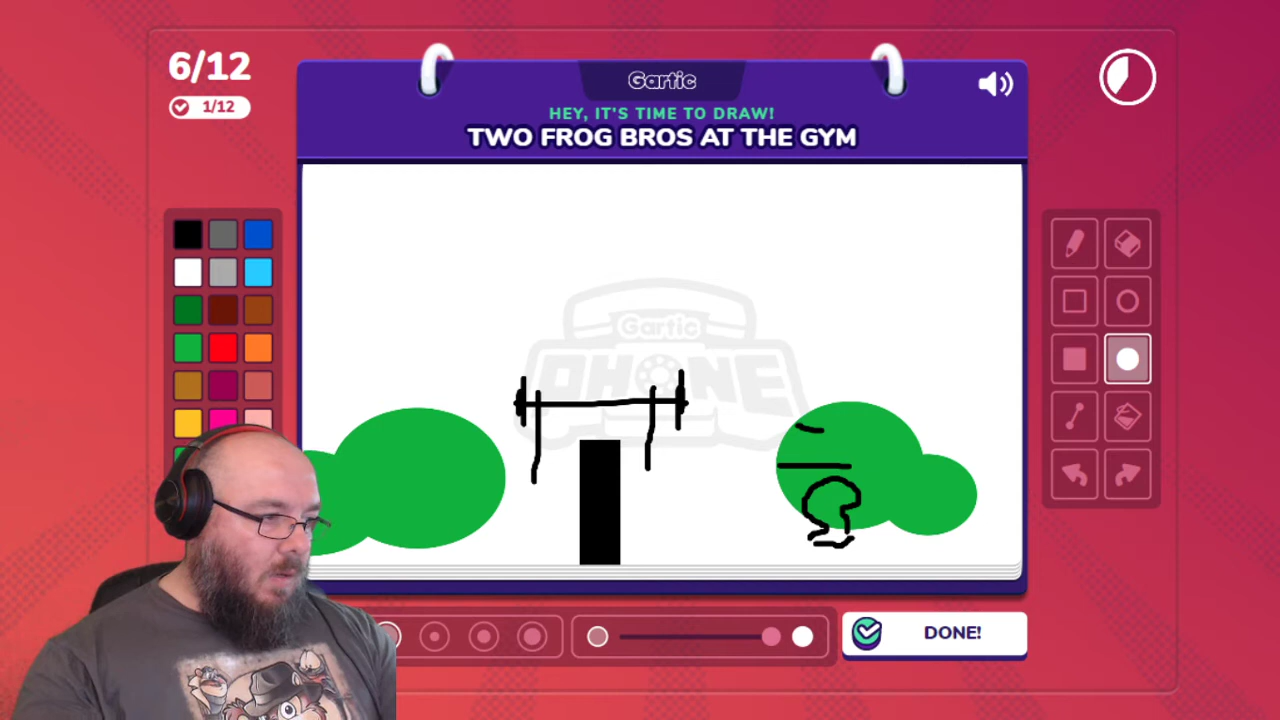 6/12
1/12
Gartic
HEY, IT'S TIME TO DRAW!
TWO FROG BROS AT THE GYM
Gartic
PHONE
DONE!